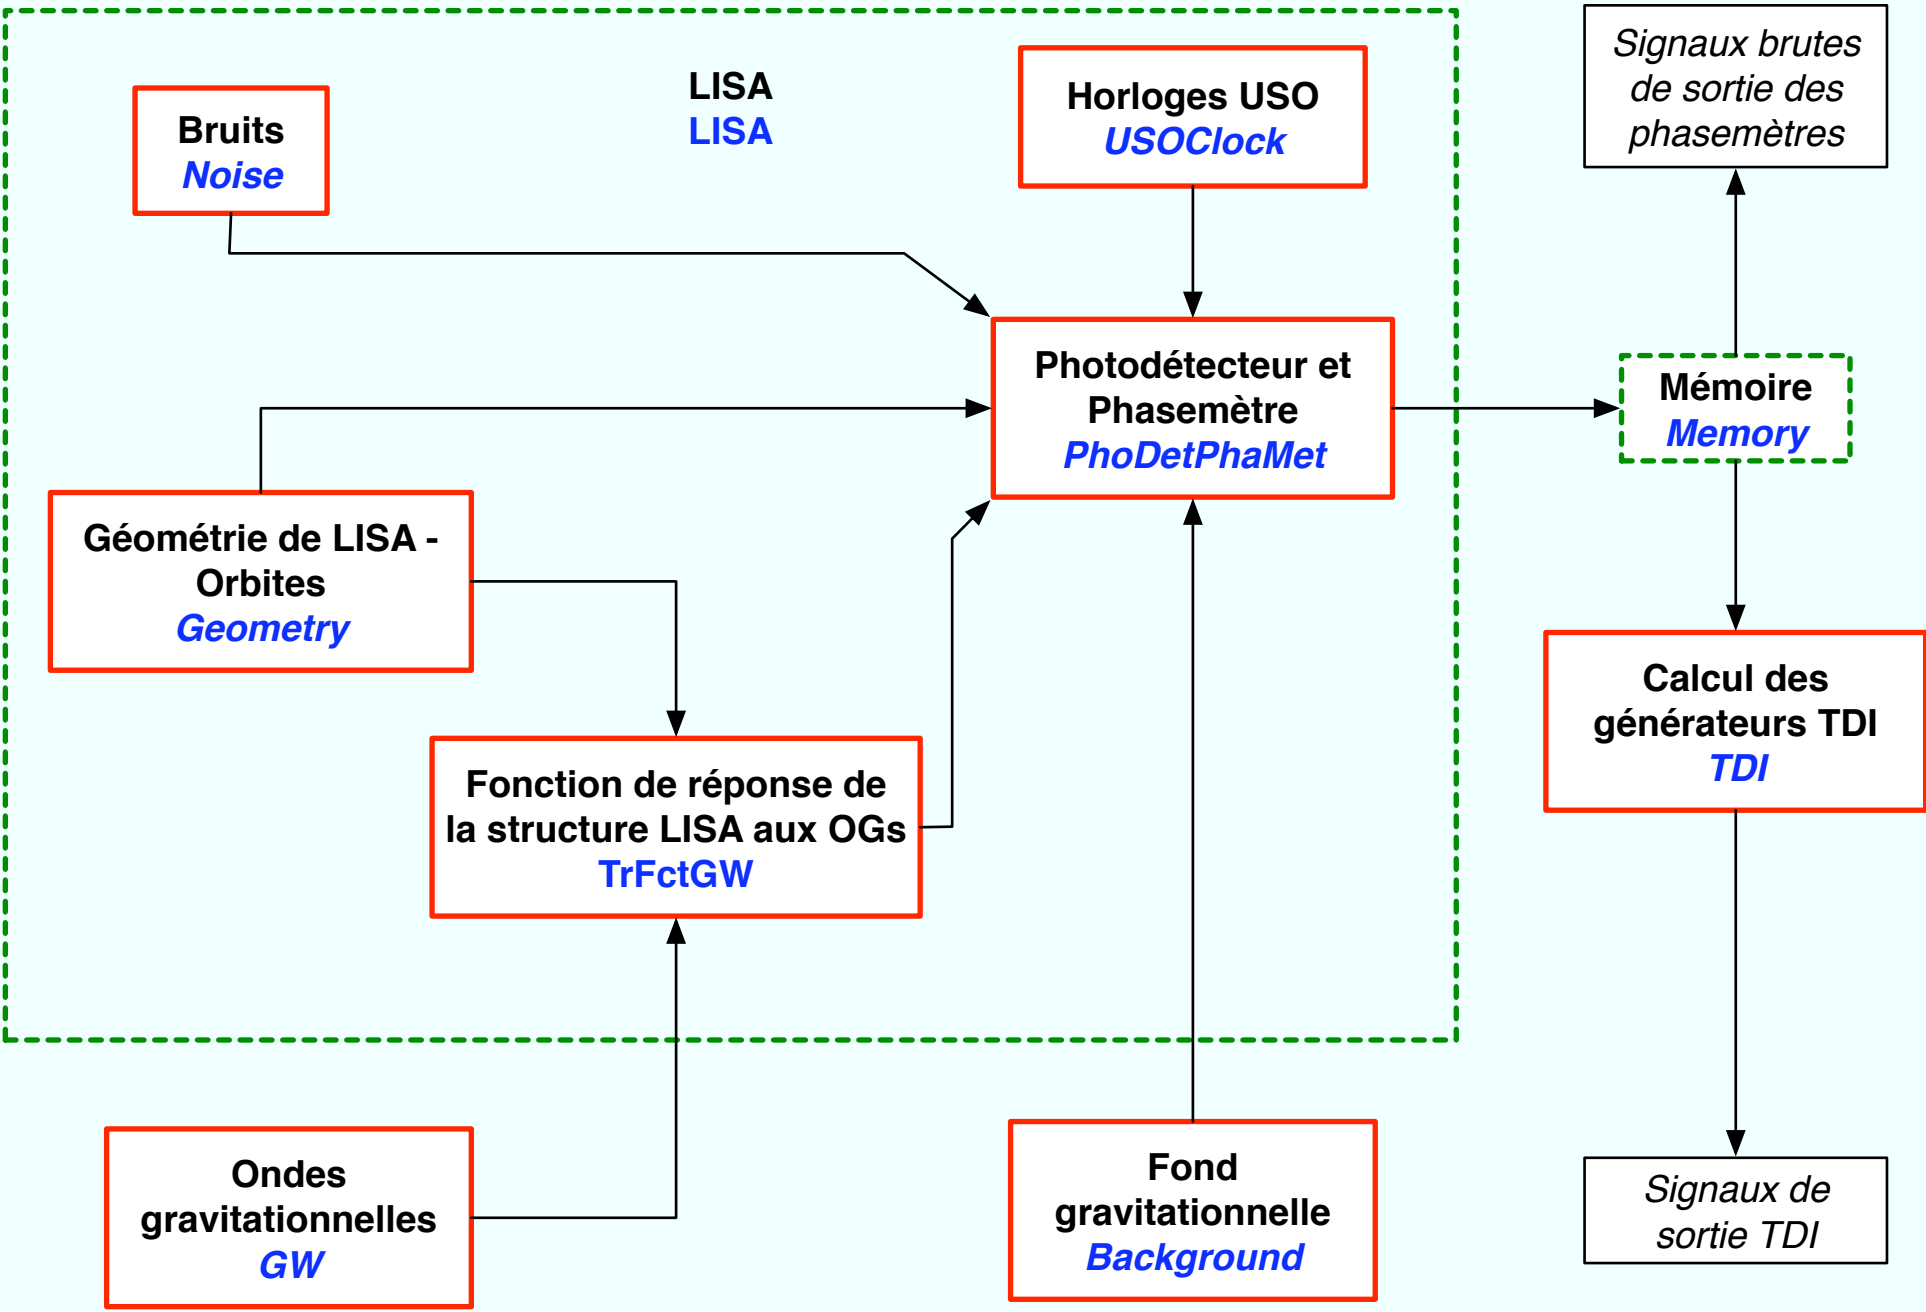 LISA
LISA
Bruits
Noise
Horloges USO
USOClock
Signaux brutes
de sortie des
phasemètres
Photodétecteur et
Phasemètre
PhoDetPhaMet
Mémoire
Memory
Géométrie de LISA -
Orbites
Geometry
Calcul des
générateurs TDI
TDI
Fonction de réponse de
la structure LISA aux OGs
TrFctGW
Ondes
gravitationnelles
GW
Fond
gravitationnelle
Background
Signaux de
sortie TDI